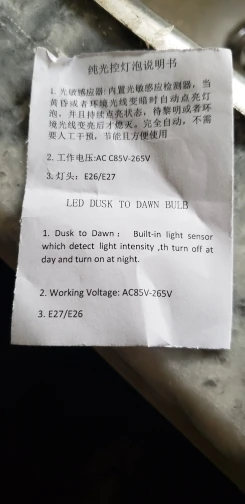 纯光控灯泡说明书
1. 光敏感应器:内置光敏感应检测器，当
黄昏或者环境光线变暗时自动点亮灯
泡，并且持续点亮状态，待黎明或者环
境光线变亮后才熄灭。完全自动，不需
要人工干预，节能且方便使用
2. 工作电压:AC C85V-265V
3. 灯头：E26/E27
LED DUSK TO DAWN BULB
1. Dusk to Dawn： Built-in light sensor
which detect light intensity ,th turn off at
day and turn on at night.
2. Working Voltage: AC85V-265V
3. E27/E26